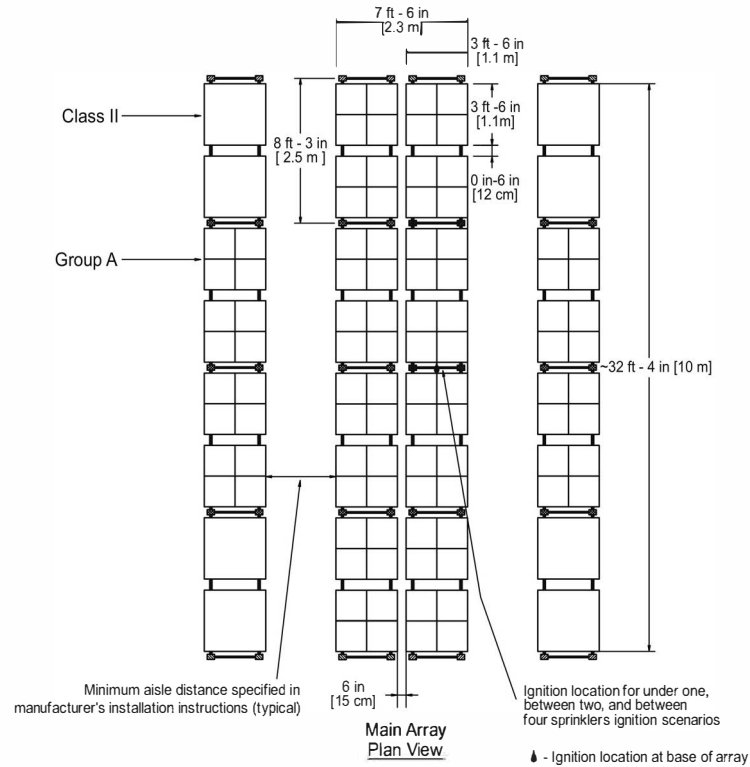 7 ft - 6 in
[2.3 m]
3 ft - 6 in
[1.1 m]
Class II
3 ft -6 in
[1.1m]
8 ft - 3 in
[ 2.5 m ]
0 in-6 in
[12 cm]
Group A
~32 ft - 4 in [10 m]
Minimum aisle distance specified in
manufacturer's installation instructions (typical)
6 in
[15 cm]
Ignition location for under one,
between two, and between
four sprinklers ignition scenarios
Main Array
Plan View
- Ignition location at base of array